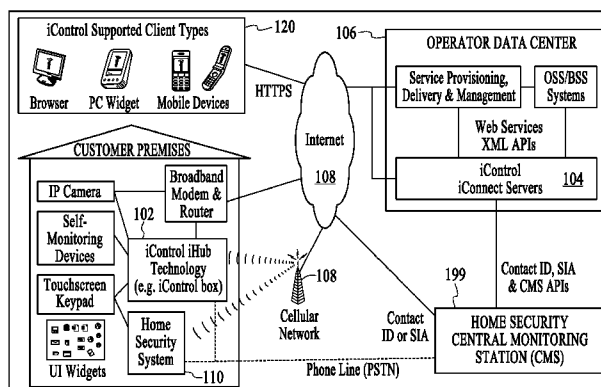 iControl Supported Client Types
120
Browser
PC Widget
Mobile Devices
HTTPS
106
OPERATOR DATA CENTER
Service Provisioning,
Delivery & Management
OSS/BSS
Systems
Web Services
XML APIs
iControl
iConnect Servers
104
Internet
108
CUSTOMER PREMISES
IP Camera
Broadband
Modem &
Router
102
Self-
Monitoring
Devices
iControl iHub
Technology
(e.g. iControl box)
Touchscreen
Keypad
Home
Security
System
UI Widgets
110
108
Cellular
Network
Contact
ID or SIA
Contact ID, SIA
& CMS APIs
199
HOME SECURITY
CENTRAL MONITORING
STATION (CMS)
Phone Line (PSTN)